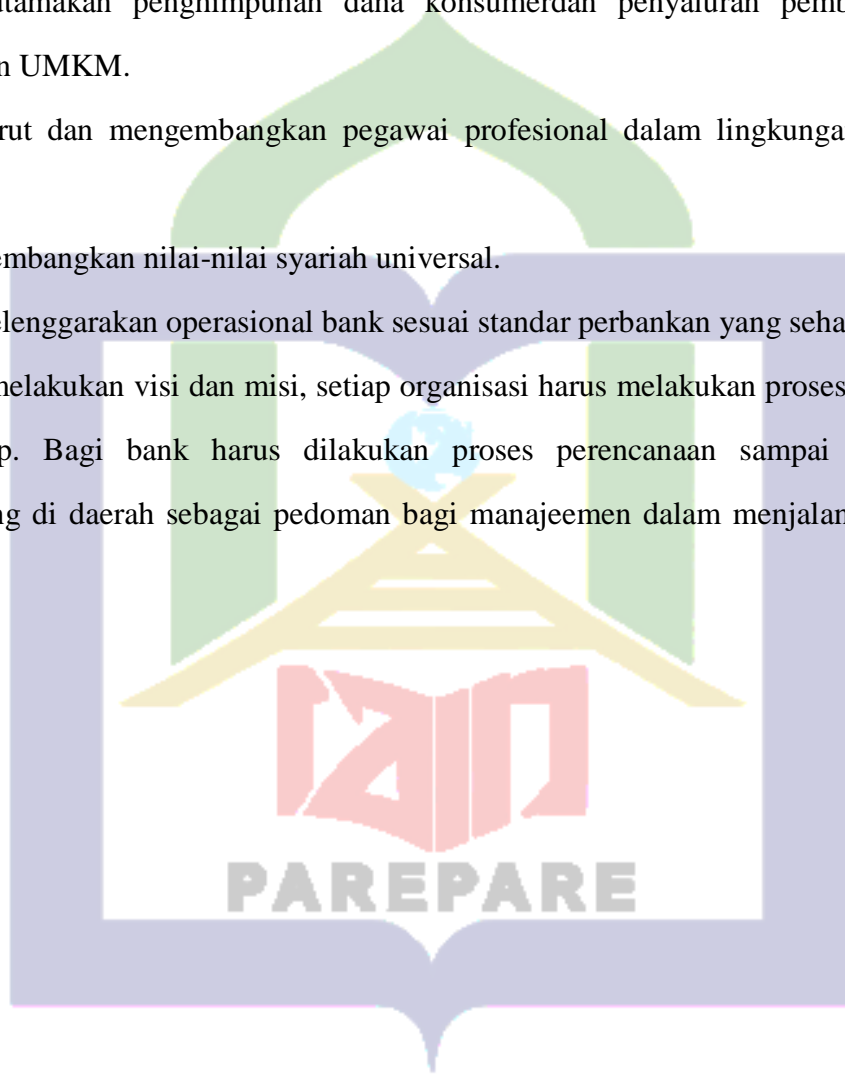 utamakan penghimpunan dana konsumerdan penyaluran pemb
n UMKM.
rut dan mengembangkan pegawai profesional dalam lingkunga
embangkan nilai-nilai syariah universal.
elenggarakan operasional bank sesuai standar perbankan yang seha
melakukan visi dan misi, setiap organisasi harus melakukan proses
p. Bagi bank harus dilakukan proses perencanaan sampai
ng di daerah sebagai pedoman bagi manajeemen dalam menjalan
iain
PAREPARE